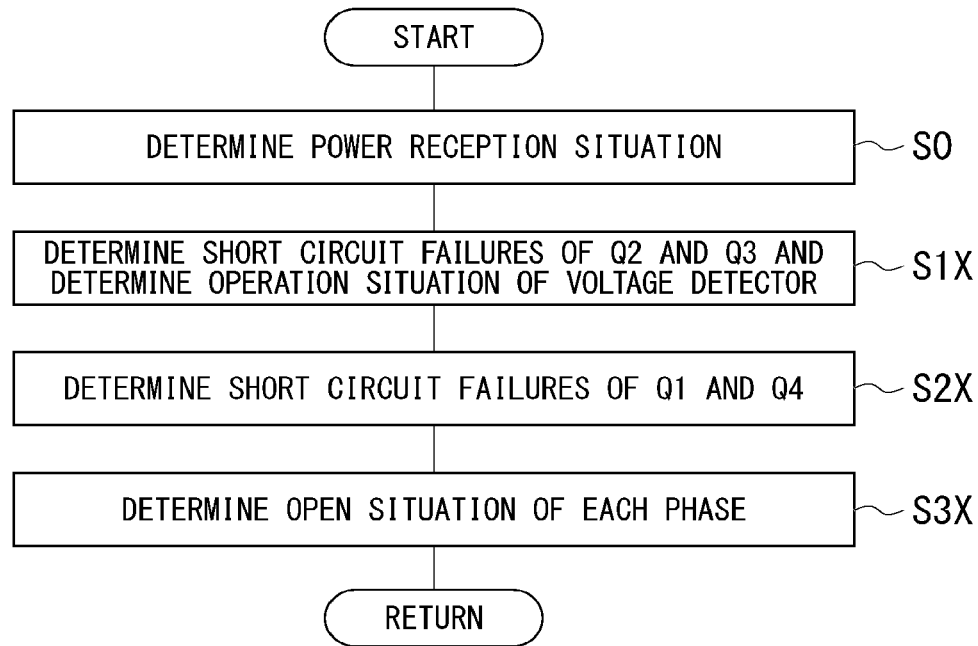 START
DETERMINE POWER RECEPTION SITUATION
S0
DETERMINE SHORT CIRCUIT FAILURES OF Q2 AND Q3 AND
DETERMINE OPERATION SITUATION OF VOLTAGE DETECTOR
S1X
DETERMINE SHORT CIRCUIT FAILURES OF Q1 AND Q4
S2X
DETERMINE OPEN SITUATION OF EACH PHASE
S3X
RETURN